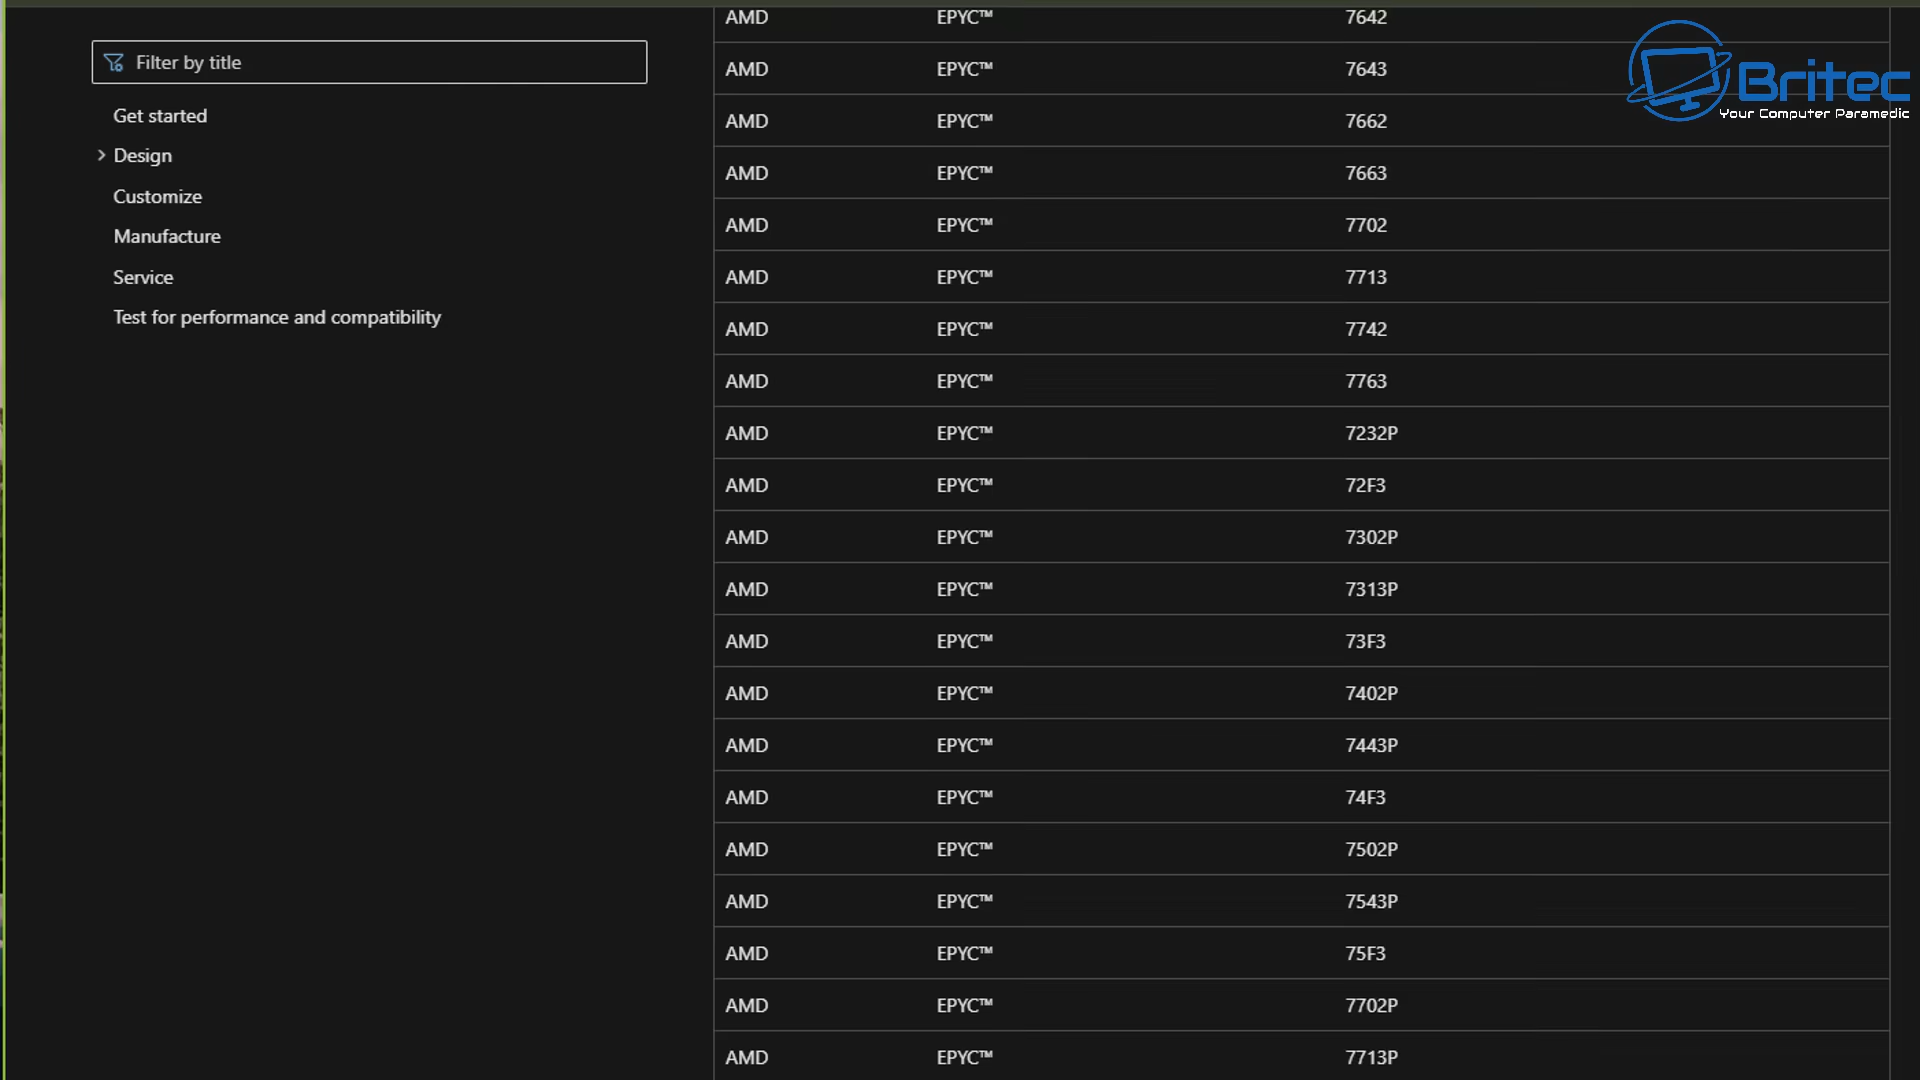 Filter by title
Get started
Design
Customize
Manufacture
Service
Test for performance and compatibility
AMD EPYC™ 7642
AMD EPYC™ 7643
AMD EPYC™ 7662
AMD EPYC™ 7663
AMD EPYC™ 7702
AMD EPYC™ 7713
AMD EPYC™ 7742
AMD EPYC™ 7763
AMD EPYC™ 7232P
AMD EPYC™ 72F3
AMD EPYC™ 7302P
AMD EPYC™ 7313P
AMD EPYC™ 73F3
AMD EPYC™ 7402P
AMD EPYC™ 7443P
AMD EPYC™ 74F3
AMD EPYC™ 7502P
AMD EPYC™ 7543P
AMD EPYC™ 75F3
AMD EPYC™ 7702P
AMD EPYC™ 7713P
Britec
Your Computer Paramedic